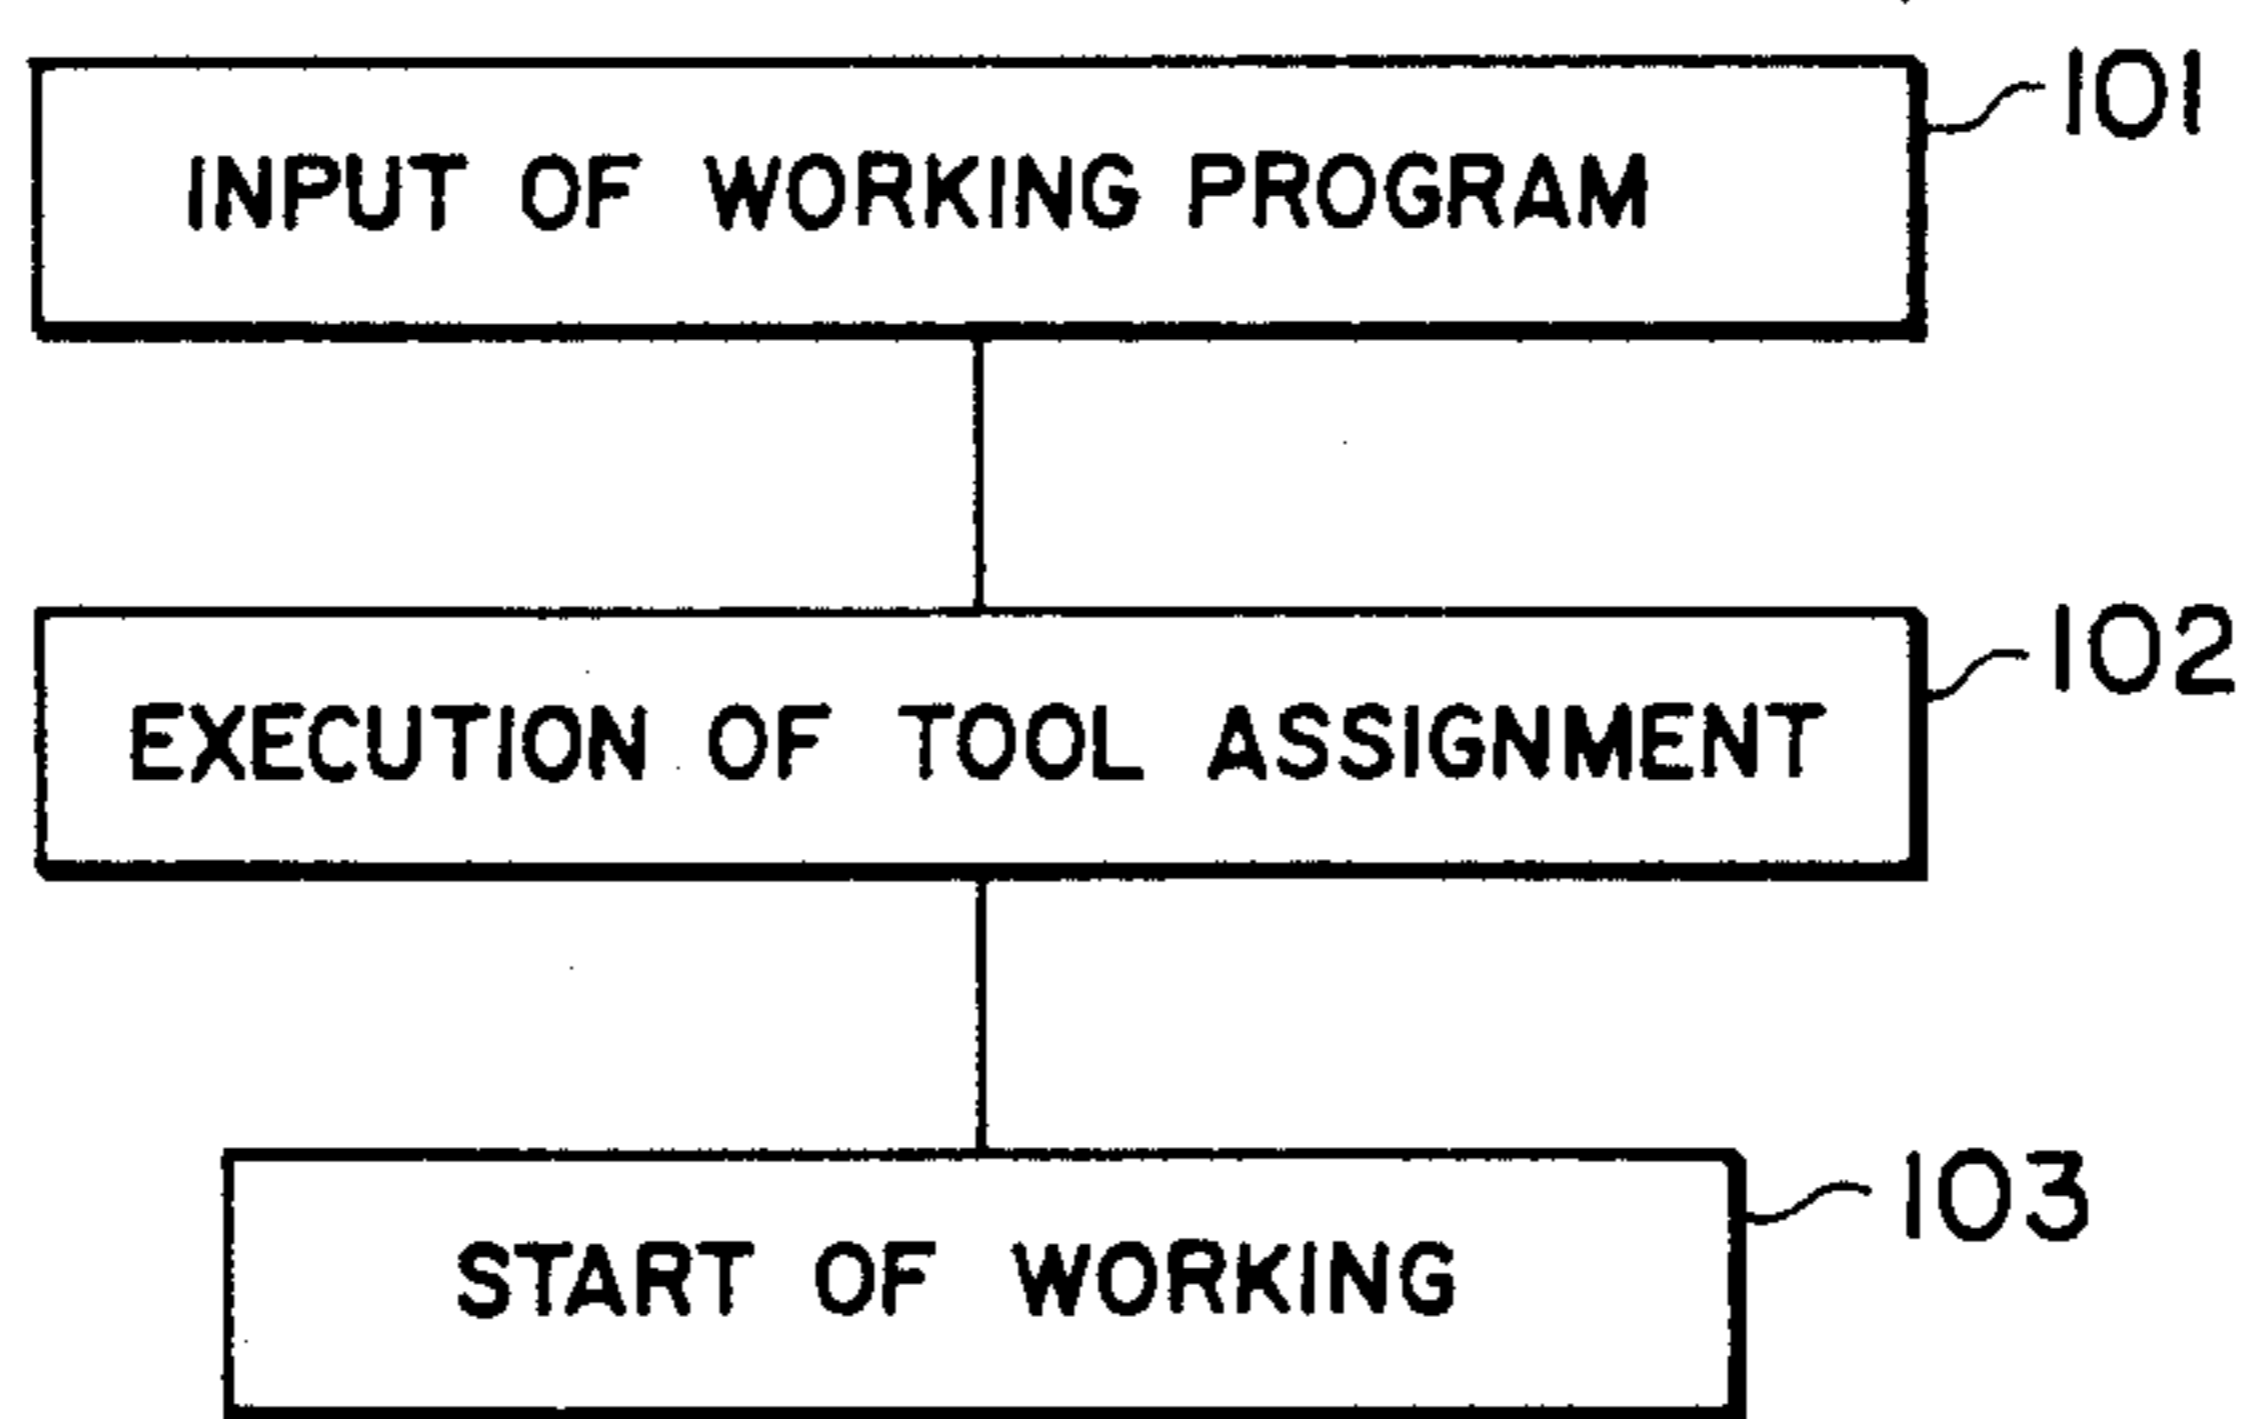 INPUT OF WORKING PROGRAM
101
EXECUTION OF TOOL ASSIGNMENT
102
START OF WORKING
103